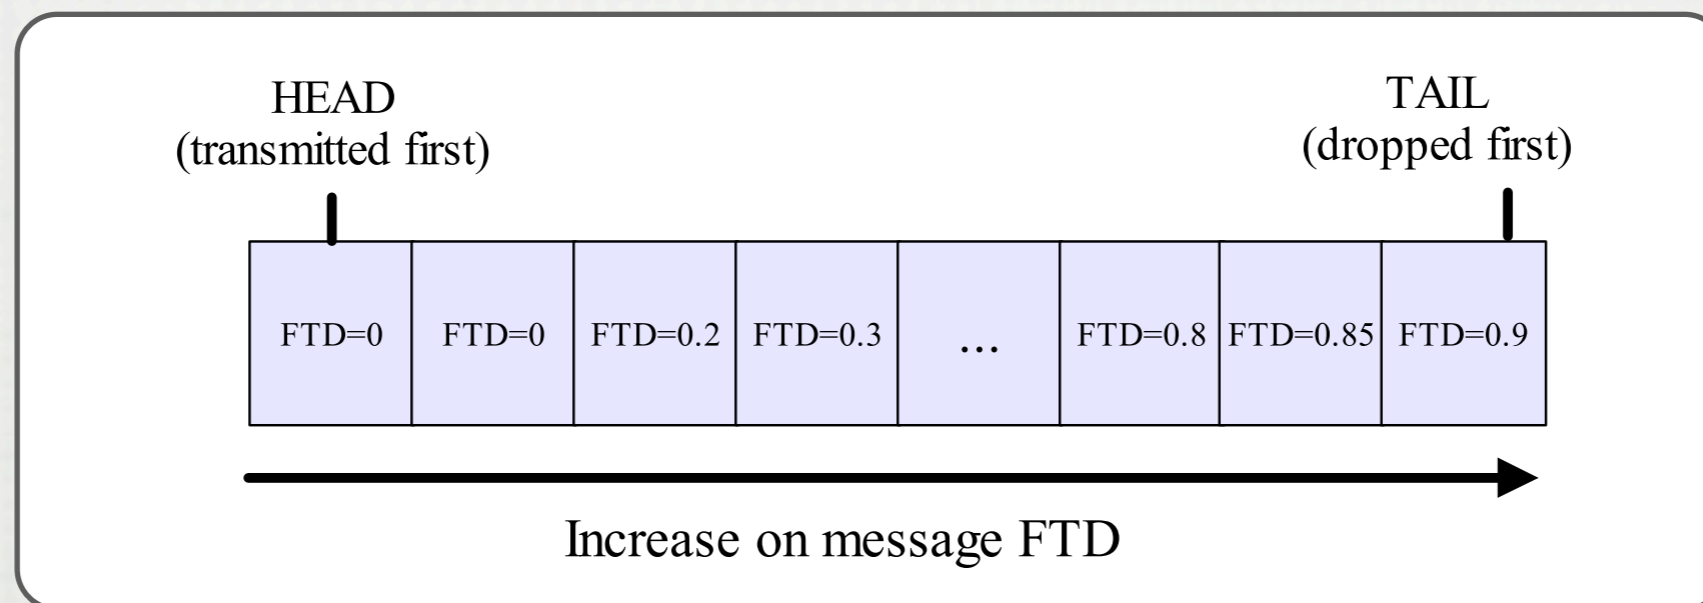 HEAD
(transmitted first)
TAIL
(dropped first)
FTD=0
FTD=0
FTD=0.2
FTD=0.3
...
FTD=0.8
FTD=0.85
FTD=0.9
Increase on message FTD